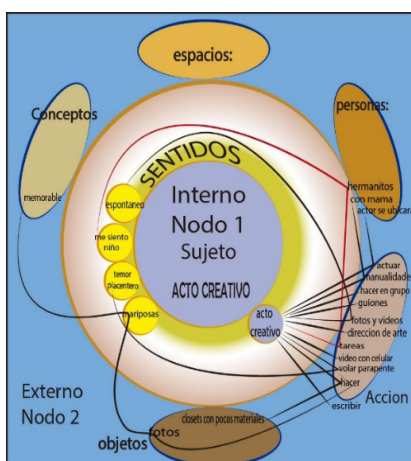 espacios:
Conceptos
personas:
SENTIDOS
memorable
hermanitos
con mama
actor se ubicara
espontaneo
Interno
Nodo 1
Sujeto
me siento
niño
temor
placentero
ACTO CREATIVO
mariposas
acto
creativo
actuar
manualidade
hacer en grupo
guiones
fotos y videos
direccion de arte
tareas
video con celular
volar parapente
hacer
escribir
Accion
Externo
Nodo 2
closets con pocos materiales
fotos
objetos